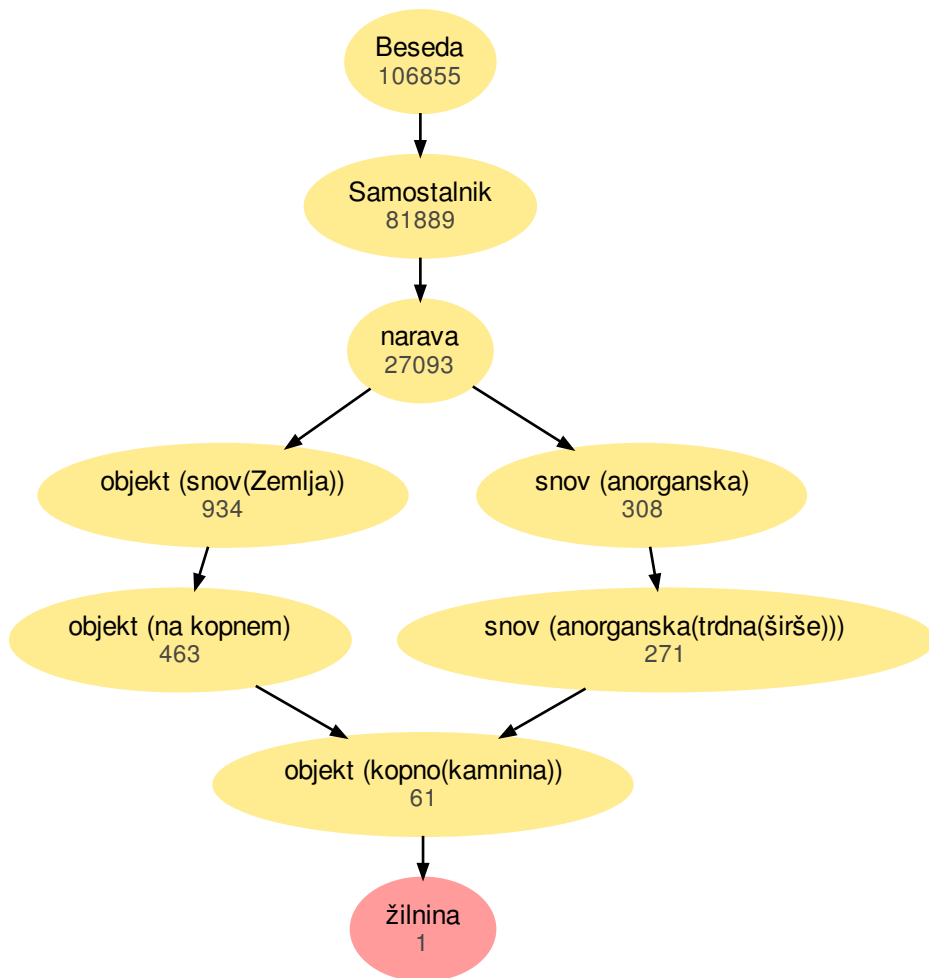 Beseda
106855
Samostalnik
81889
narava
27093
objekt (snov(Zemlja))
934
snov (anorganska)
308
objekt (na kopnem)
463
snov (anorganska(trdna(širše)))
271
objekt (kopno(kamnina))
61
žilnina
1